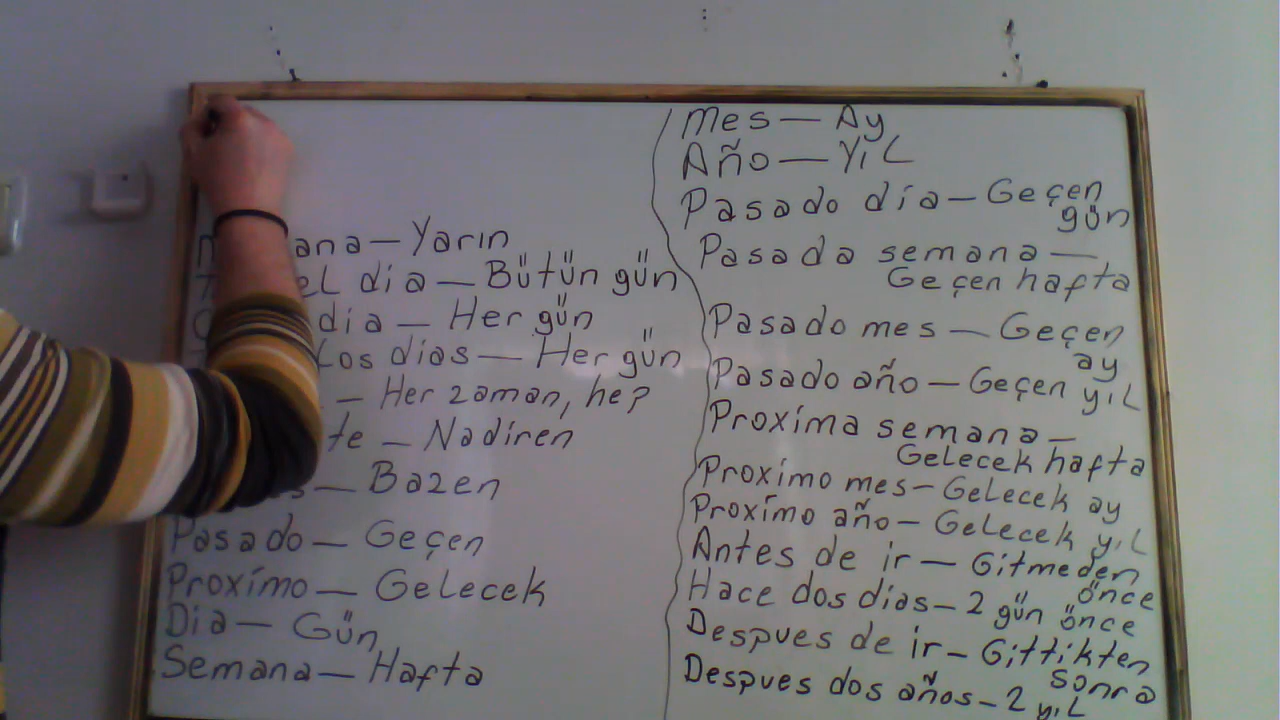 ana – Yarın
el dia – Bütün gün
dia – Her gün
Los dias – Her gün
– Her zaman, hep
te – Nadiren
s – Bazen
Pasado – Geçen
Proximo – Gelecek
Dia – Gün
Semana – Hafta
Mes – Ay
Año – Yıl
Pasado dia – Geçen
gün
Pasada semana –
Geçen hafta
Pasado mes – Geçen
ay
Pasado año – Geçen yıl
Proxima semana –
Gelecek hafta
Proximo mes – Gelecek ay
Proximo año – Gelecek yıl
Antes de ir – Gitmeden
önce
Hace dos dias – 2 gün önce
Despues de ir – Gittikten
sonra
Despues dos años – 2 yıl